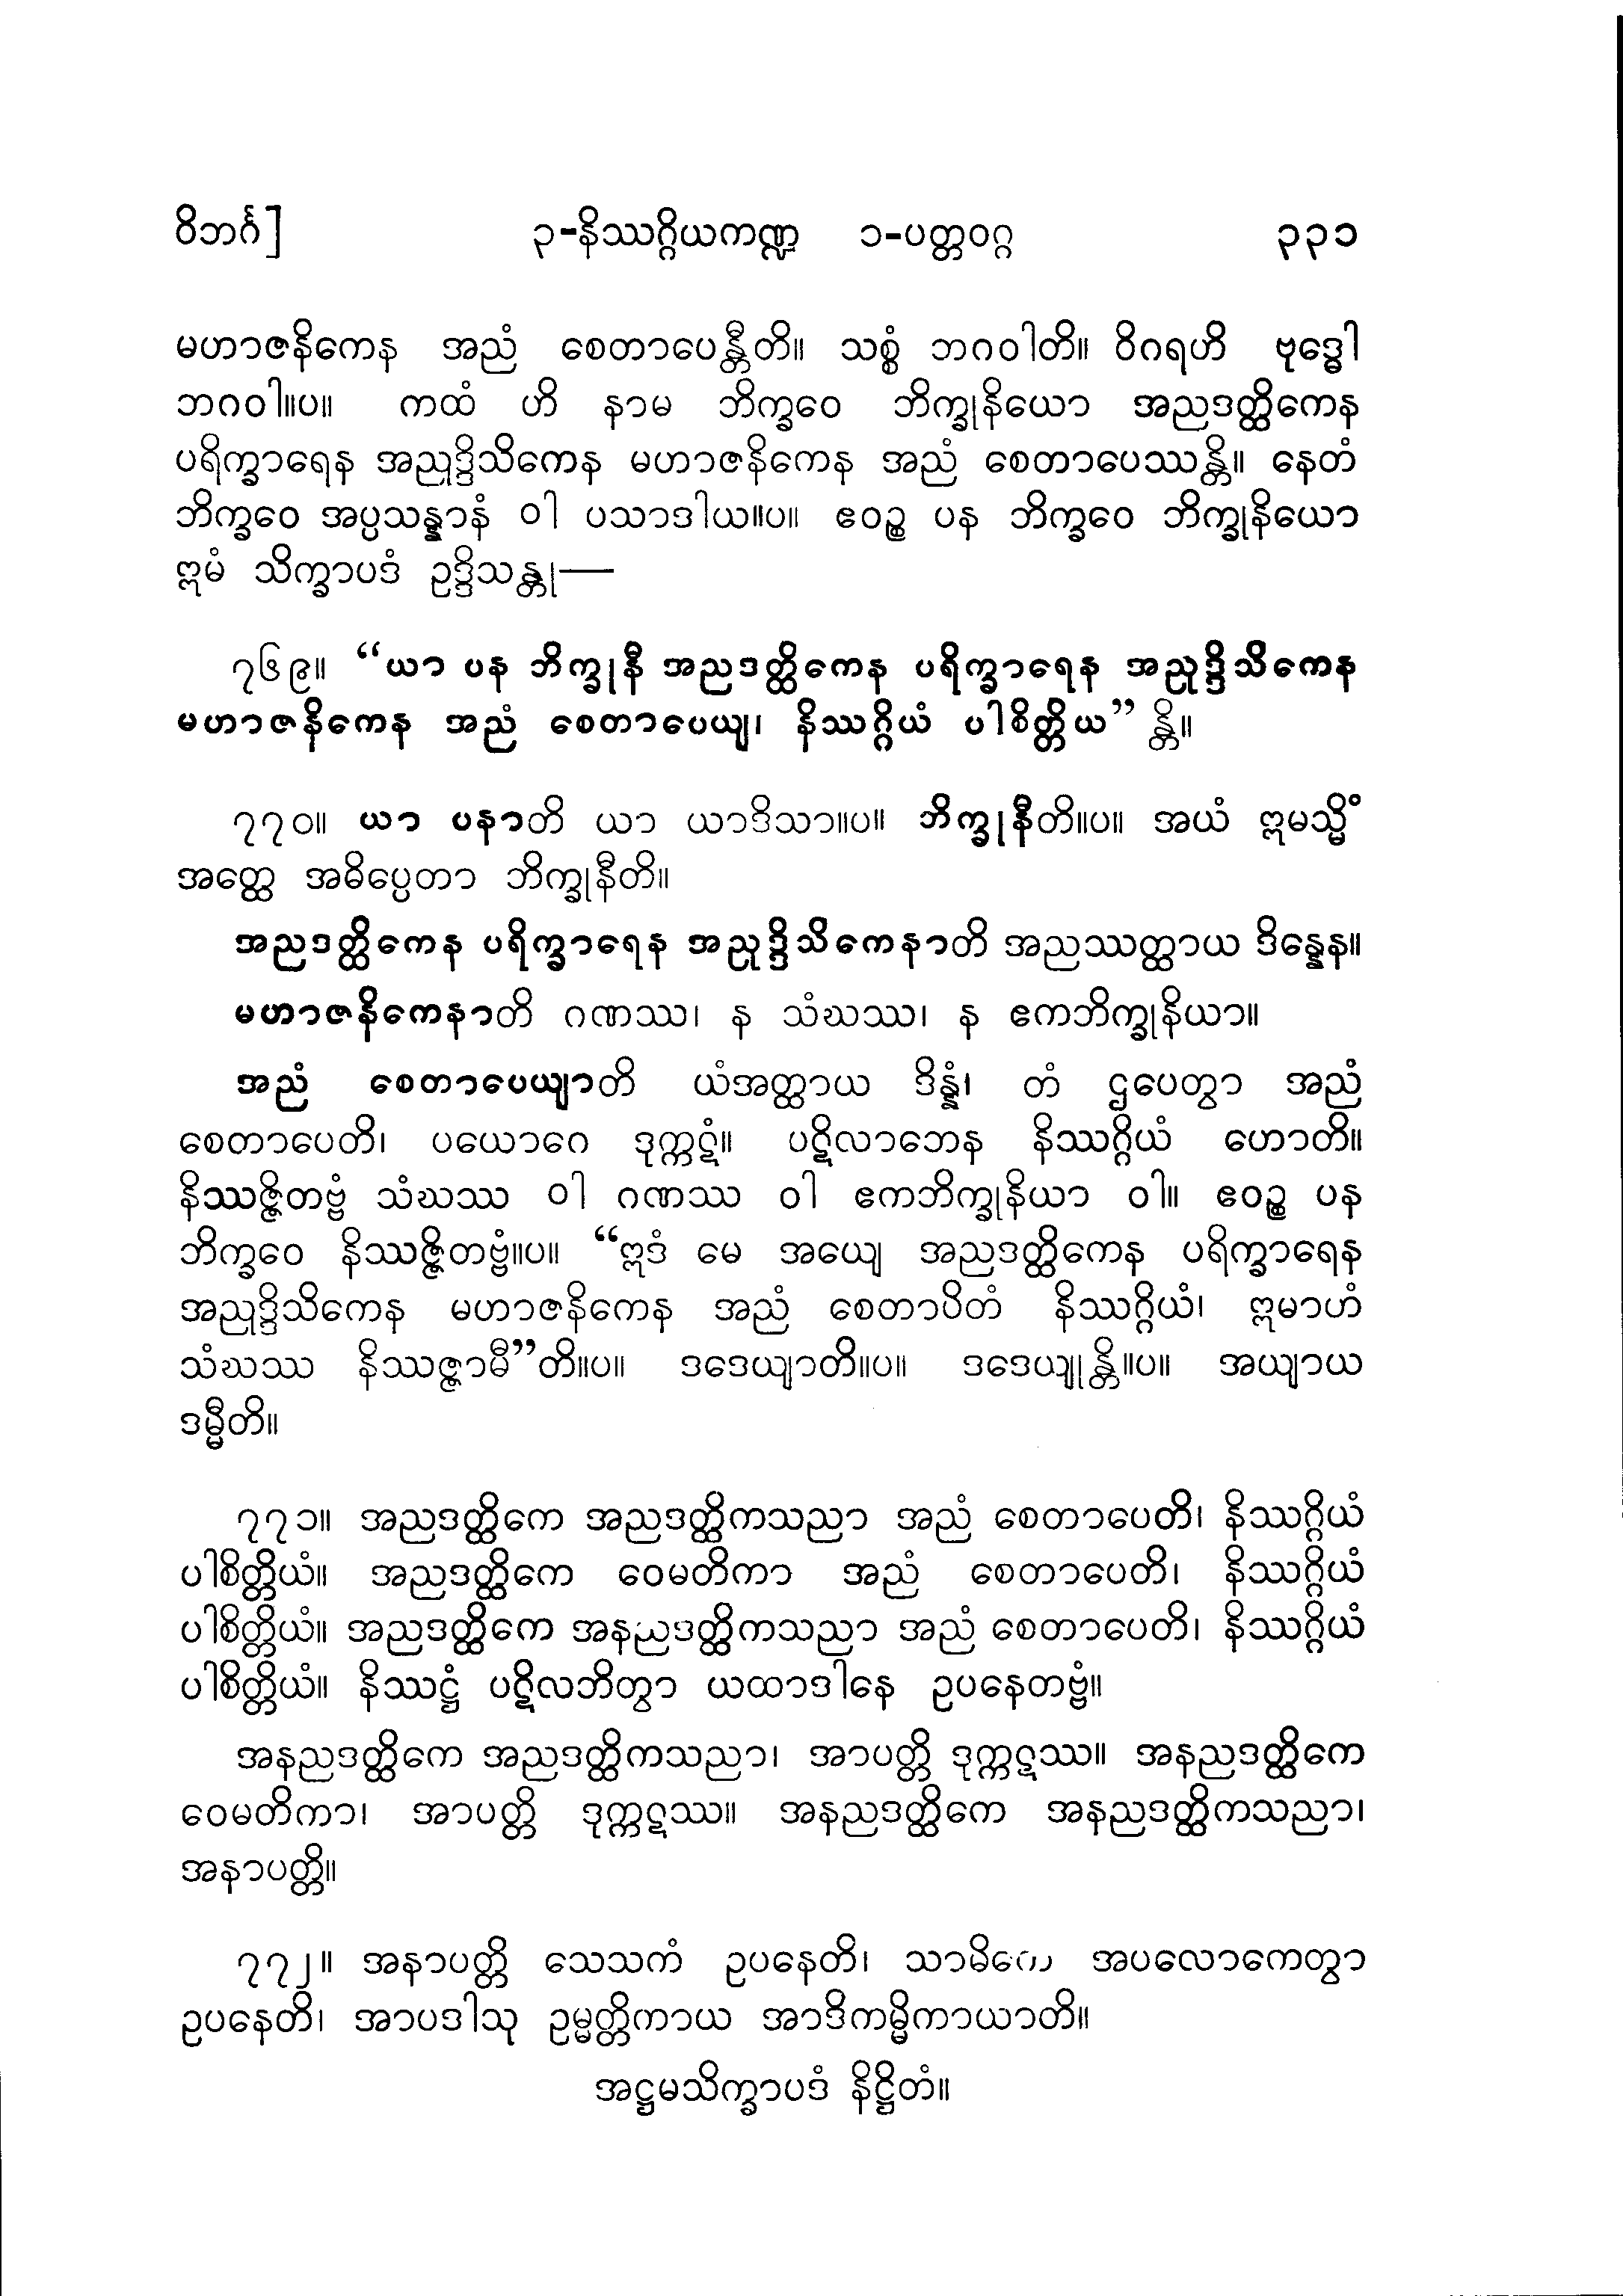 ဝိဘင်္ဂ]	၃-နိဿဂ္ဂိယကဏ္ဍ	၁-ပတ္တဝဂ္ဂ	၃၃၁
မဟာဇနိကေန အညံ စေတာပေန္တီတိ။ သစ္စံ ဘဂဝါတိ။ ဝိဂရဟိ ဗုဒ္ဓေါ
ဘဂဝါ။ပ။ ကထံ ဟိ နာမ ဘိက္ခဝေ ဘိက္ခုနိယော အညဒတ္ထိကေန
ပရိက္ခာရေန အညုဒ္ဒိသိကေန မဟာဇနိကေန အညံ စေတာပေဿန္တိ။ နေတံ
ဘိက္ခဝေ အပ္ပသန္နာနံ ဝါ ပသာဒါယ။ပ။ ဧဝဉ္စ ပန ဘိက္ခဝေ ဘိက္ခုနိယော
ဣမံ သိက္ခာပဒံ ဥဒ္ဒိသန္တု—
၇၆၉။ “ယာ ပန ဘိက္ခုနီ အညဒတ္ထိကေန ပရိက္ခာရေန အညုဒ္ဒိသိကေန
မဟာဇနိကေန အညံ စေတာပေယျ၊ နိဿဂ္ဂိယံ ပါစိတ္တိယ”န္တိ။
၇၇၀။ ယာ ပနာတိ ယာ ယာဒိသာ။ပ။ ဘိက္ခုနီတိ။ပ။ အယံ ဣမသ္မိံ
အတ္ထေ အဓိပ္ပေတာ ဘိက္ခုနီတိ။
အညဒတ္ထိကေန ပရိက္ခာရေန အညုဒ္ဒိသိကေနာတိ အညဿတ္ထာယ ဒိန္နေန။
မဟာဇနိကေနာတိ ဂဏဿ၊ န သံဃဿ၊ န ဧကဘိက္ခုနိယာ။
အညံ စေတာပေယျာတိ ယံအတ္ထာယ ဒိန္နံ၊ တံ ဌပေတွာ အညံ
စေတာပေတိ၊ ပယောဂေ ဒုက္ကဋံ။ ပဋိလာဘေန နိဿဂ္ဂိယံ ဟောတိ။
နိဿဇ္ဇိတဗ္ဗံ သံဃဿ ဝါ ဂဏဿ ဝါ ဧကဘိက္ခုနိယာ ဝါ။ ဧဝဉ္စ ပန
ဘိက္ခဝေ နိဿဇ္ဇိတဗ္ဗံ။ပ။ “ဣဒံ မေ အယျေ အညဒတ္ထိကေန ပရိက္ခာရေန
အညုဒ္ဒိသိကေန မဟာဇနိကေန အညံ စေတာပိတံ နိဿဂ္ဂိယံ၊ ဣမာဟံ
သံဃဿ နိဿဇ္ဇာမီ”တိ။ပ။ ဒဒေယျာတိ။ပ။ ဒဒေယျုန္တိ။ပ။ အယျာယ
ဒမ္မီတိ။
၇၇၁။ အညဒတ္ထိကေ အညဒတ္ထိကသညာ အညံ စေတာပေတိ၊ နိဿဂ္ဂိယံ
ပါစိတ္တိယံ။ အညဒတ္ထိကေ ဝေမတိကာ အညံ စေတာပေတိ၊ နိဿဂ္ဂိယံ
ပါစိတ္တိယံ။ အညဒတ္ထိကေ အနညဒတ္ထိကသညာ အညံ စေတာပေတိ၊ နိဿဂ္ဂိယံ
ပါစိတ္တိယံ။ နိဿဋ္ဌံ ပဋိလဘိတွာ ယထာဒါနေ ဥပနေတဗ္ဗံ။
အနညဒတ္ထိကေ အညဒတ္ထိကသညာ၊ အာပတ္တိ ဒုက္ကဋဿ။ အနညဒတ္ထိကေ
ဝေမတိကာ၊ အာပတ္တိ ဒုက္ကဋဿ။ အနညဒတ္ထိကေ အနညဒတ္ထိကသညာ၊
အနာပတ္တိ။
၇၇၂။ အနာပတ္တိ သေသကံ ဥပနေတိ၊ သာမိကေ အပလောကေတွာ
ဥပနေတိ၊ အာပဒါသု ဥမ္မတ္တိကာယ အာဒိကမ္မိကာယာတိ။
အဋ္ဌမသိက္ခာပဒံ နိဋ္ဌိတံ။